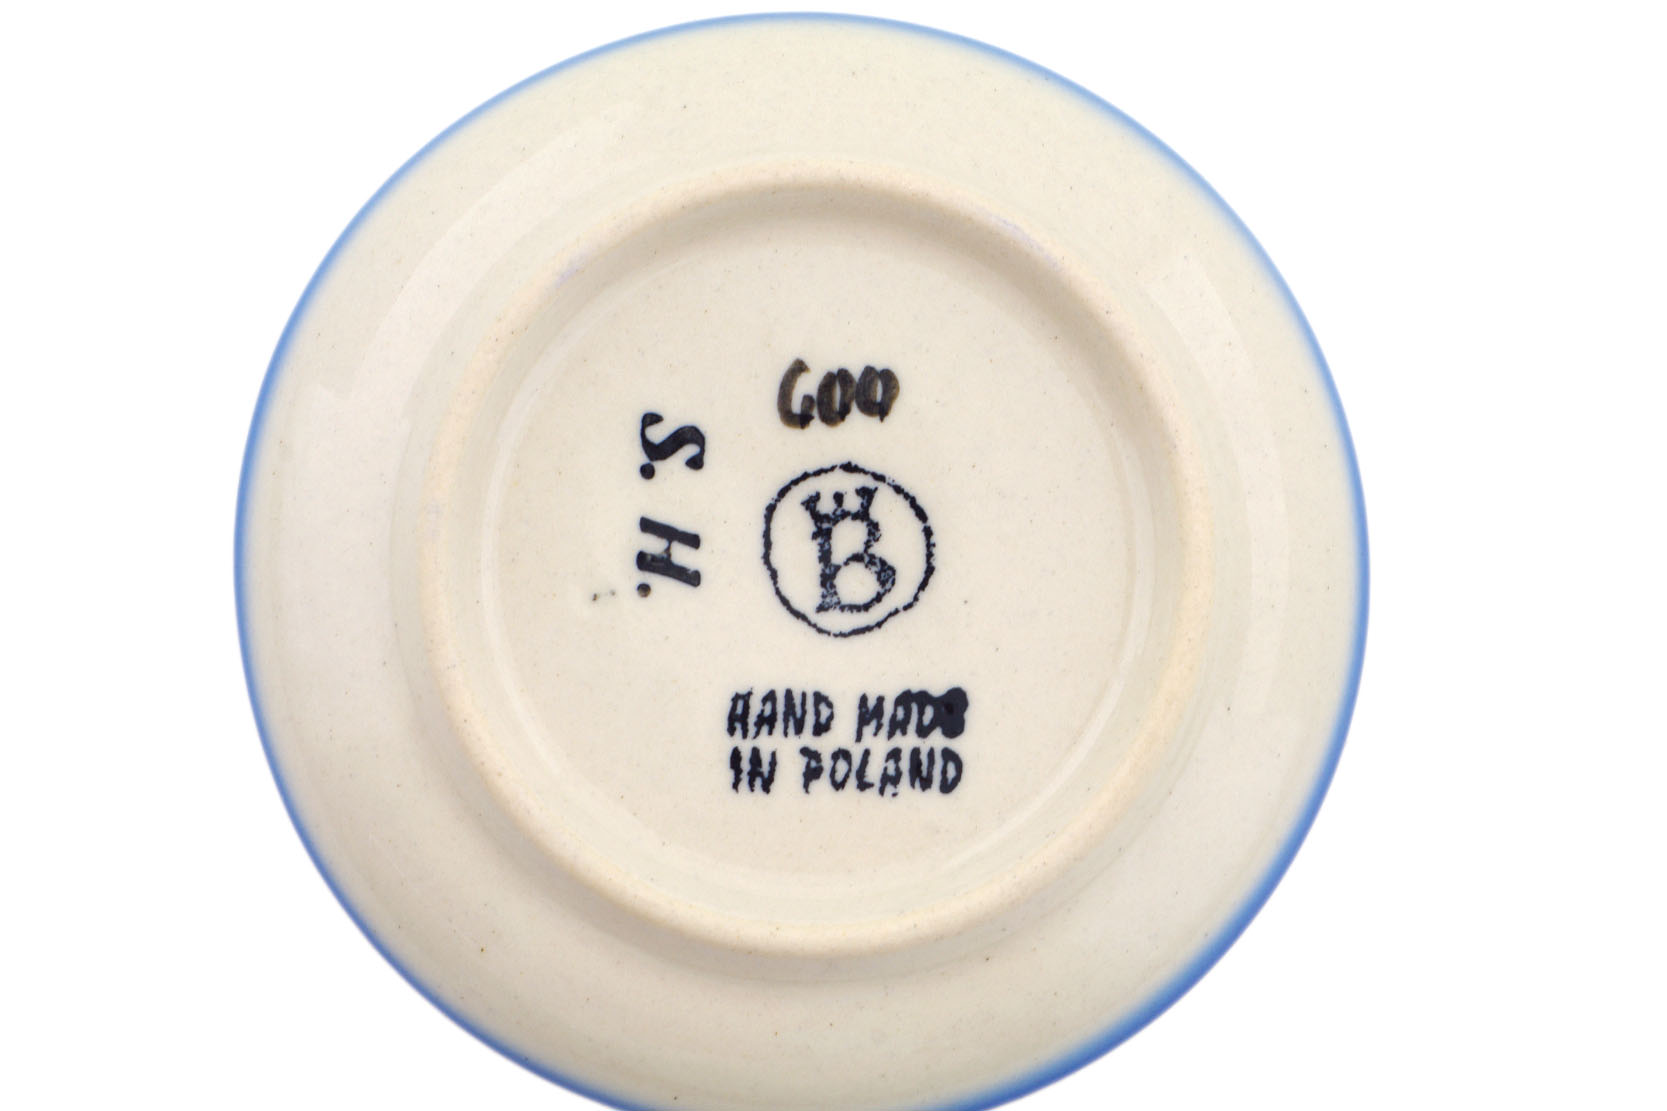 600
S. H.
B
HAND MADE
IN POLAND